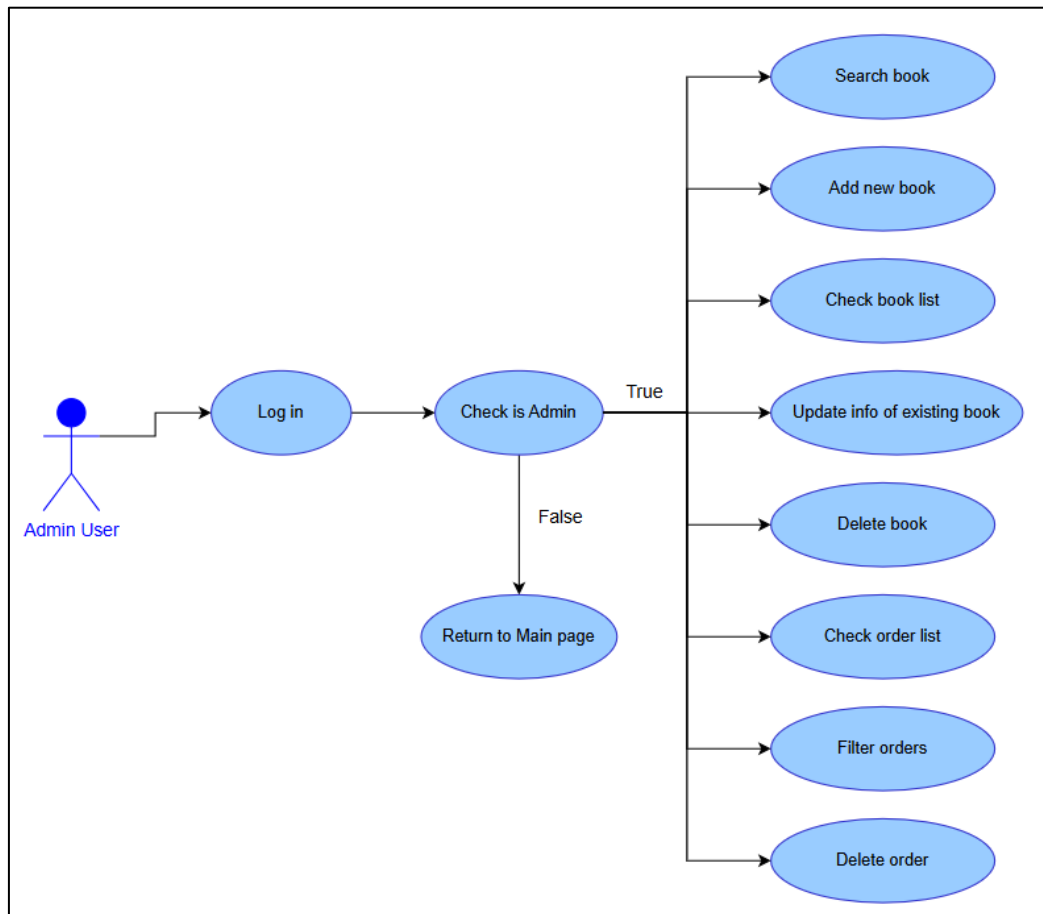 Search book
Add new book
Check book list
True
Log in
Check is Admin
Update info of existing book
Admin User
False
Delete book
Return to Main page
Check order list
Filter orders
Delete order